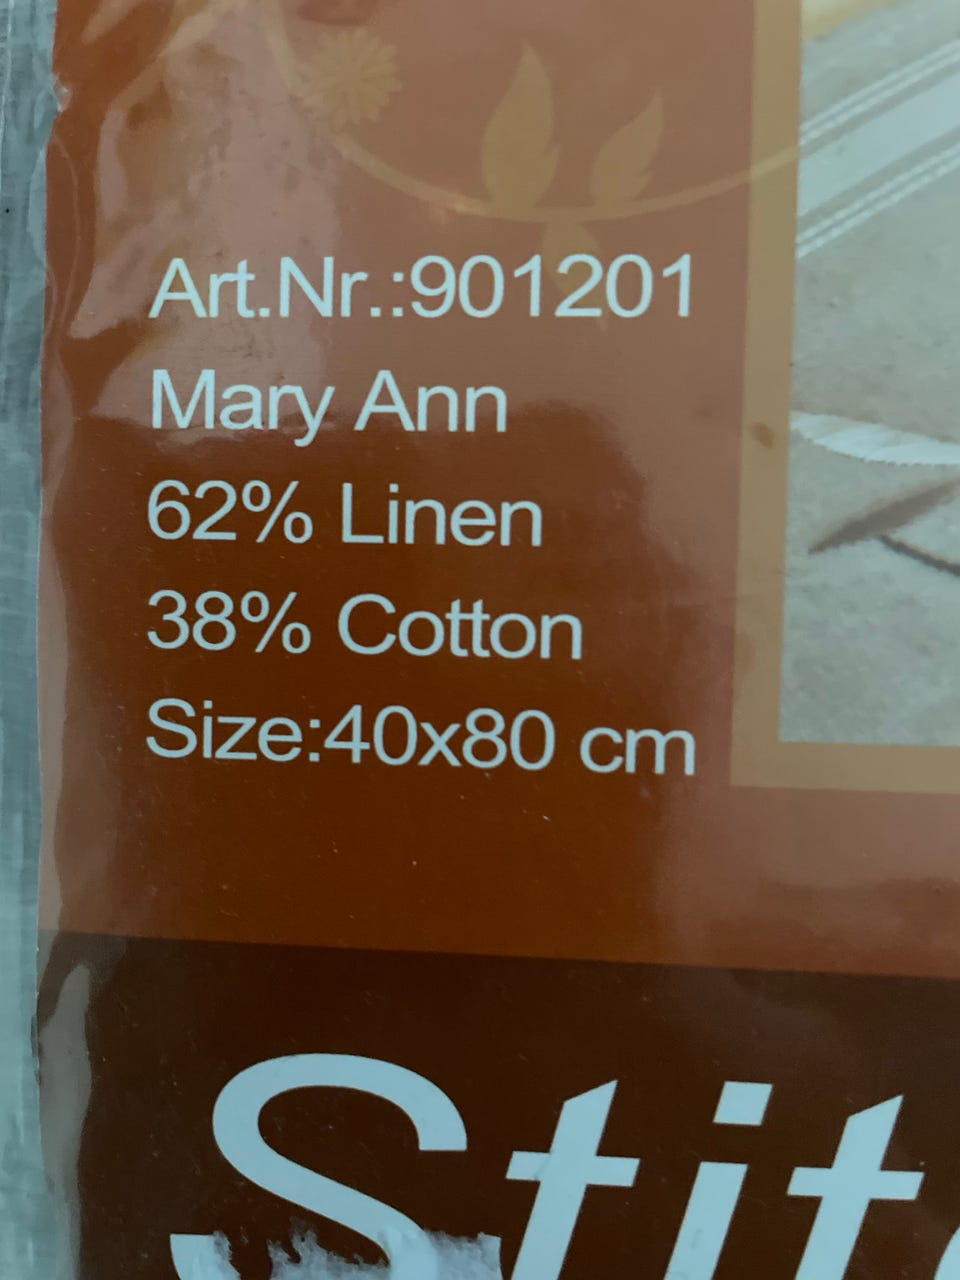 Art.Nr.:901201
Mary Ann
62% Linen
38% Cotton
Size:40x80 cm